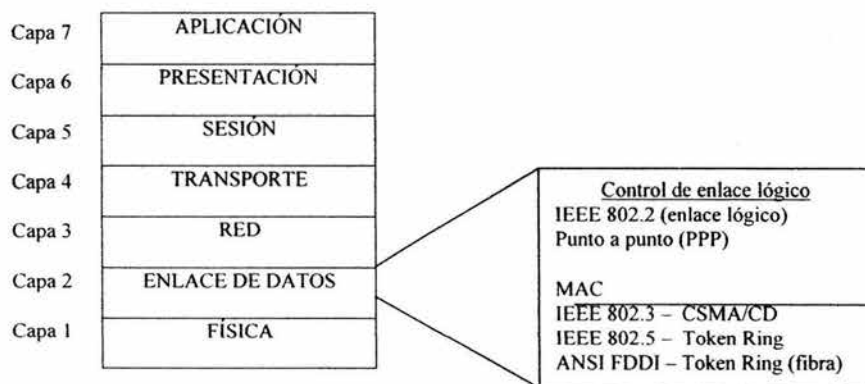 Capa 7 APLICACIÓN
Capa 6 PRESENTACIÓN
Capa 5 SESIÓN
Capa 4 TRANSPORTE
Capa 3 RED
Capa 2 ENLACE DE DATOS
Capa 1 FÍSICA
Control de enlace lógico
IEEE 802.2 (enlace lógico)
Punto a punto (PPP)
MAC
IEEE 802.3 – CSMA/CD
IEEE 802.5 – Token Ring
ANSI FDDI – Token Ring (fibra)